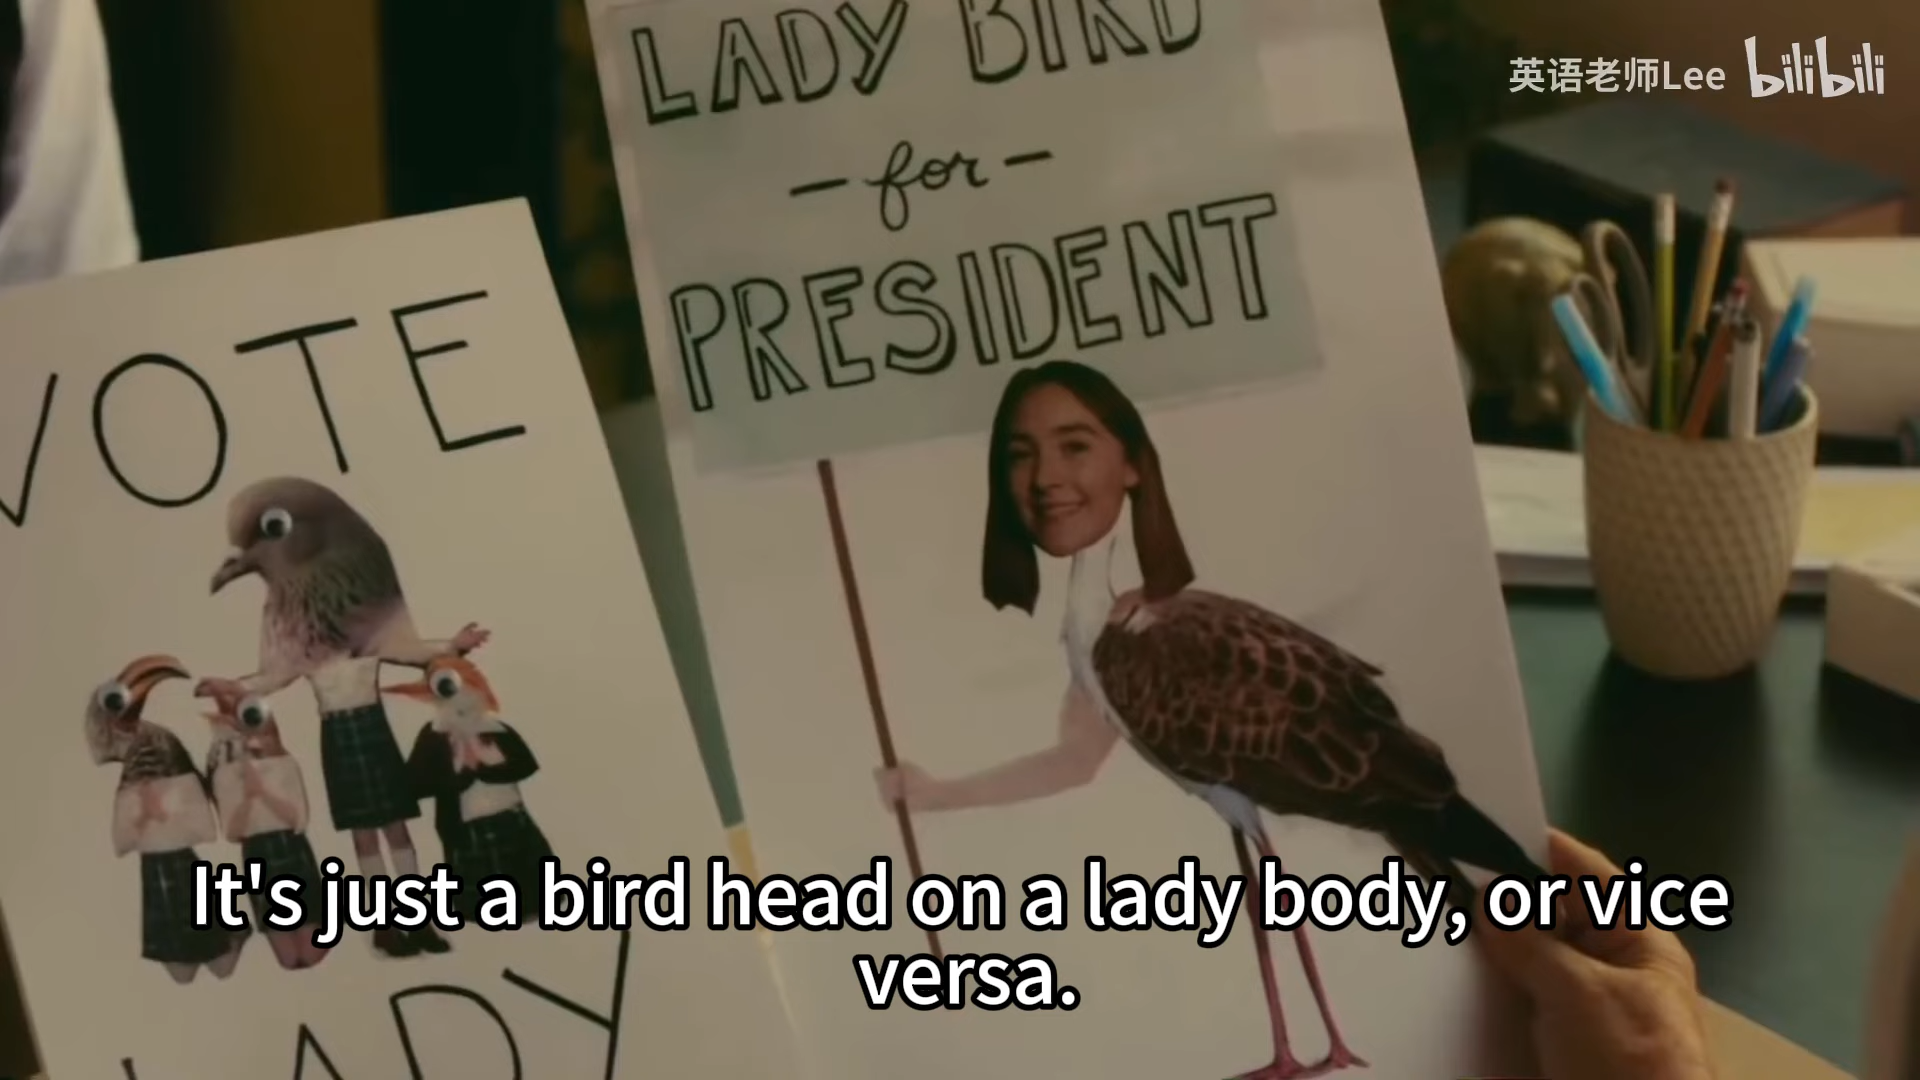 英语老师Lee bilibili
LADY BIRD
-for-
PRESIDENT
VOTE
LADY
It's just a bird head on a lady body, or vice
versa.